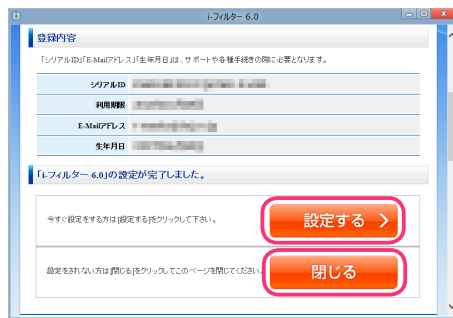 i-フィルター 6.0
登録内容
「シリアルID」「E-Mailアドレス」「生年月日」は、サポートや各種手続きの際に必要となります。
シリアルID
利用期限
E-Mailアドレス
生年月日
「i-フィルター 6.0」の設定が完了しました。
今すぐ設定をする方は[設定する]をクリックして下さい。
設定する
設定をされない方は[閉じる]をクリックしてこのページを閉じてください。
閉じる